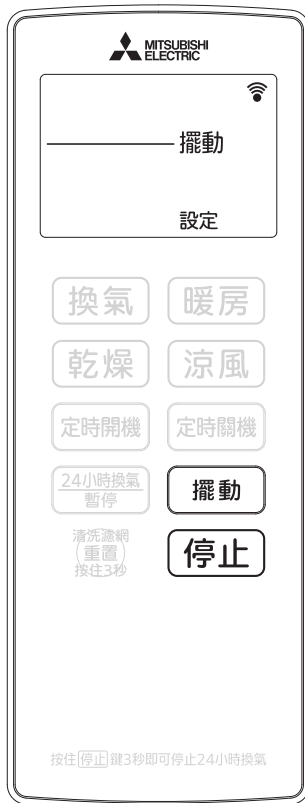 MITSUBISHI
ELECTRIC
擺動
設定
換氣 暖房
乾燥 涼風
定時開機 定時關機
24小時換氣
暫停
擺動
清洗濾網
重置
按住3秒
停止
按住停止鍵3秒即可停止24小時換氣